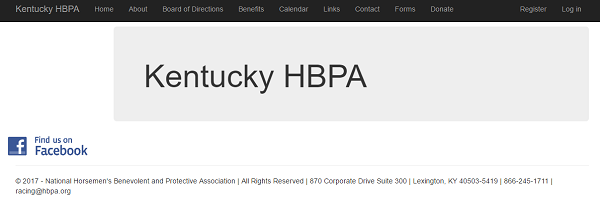 Kentucky HBPA Home About Board of Directions Benefits Calendar Links Contact Forms Donate Register Log in
Kentucky HBPA
Find us on
Facebook
© 2017 - National Horsemen's Benevolent and Protective Association | All Rights Reserved | 870 Corporate Drive Suite 300 | Lexington, KY 40503-5419 | 866-245-1711 |
racing@hbpa.org